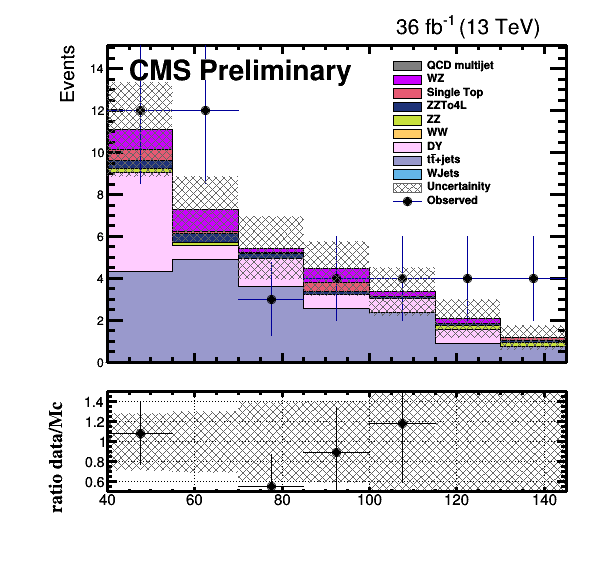 36 fb⁻¹ (13 TeV)
CMS Preliminary
Events
14
12
10
8
6
4
2
0
QCD multijet
WZ
Single Top
ZZTo4L
ZZ
WW
DY
tt̄+jets
WJets
Uncertainity
Observed
ratio data/Mc
1.4
1.2
1
0.8
0.6
40 60 80 100 120 140